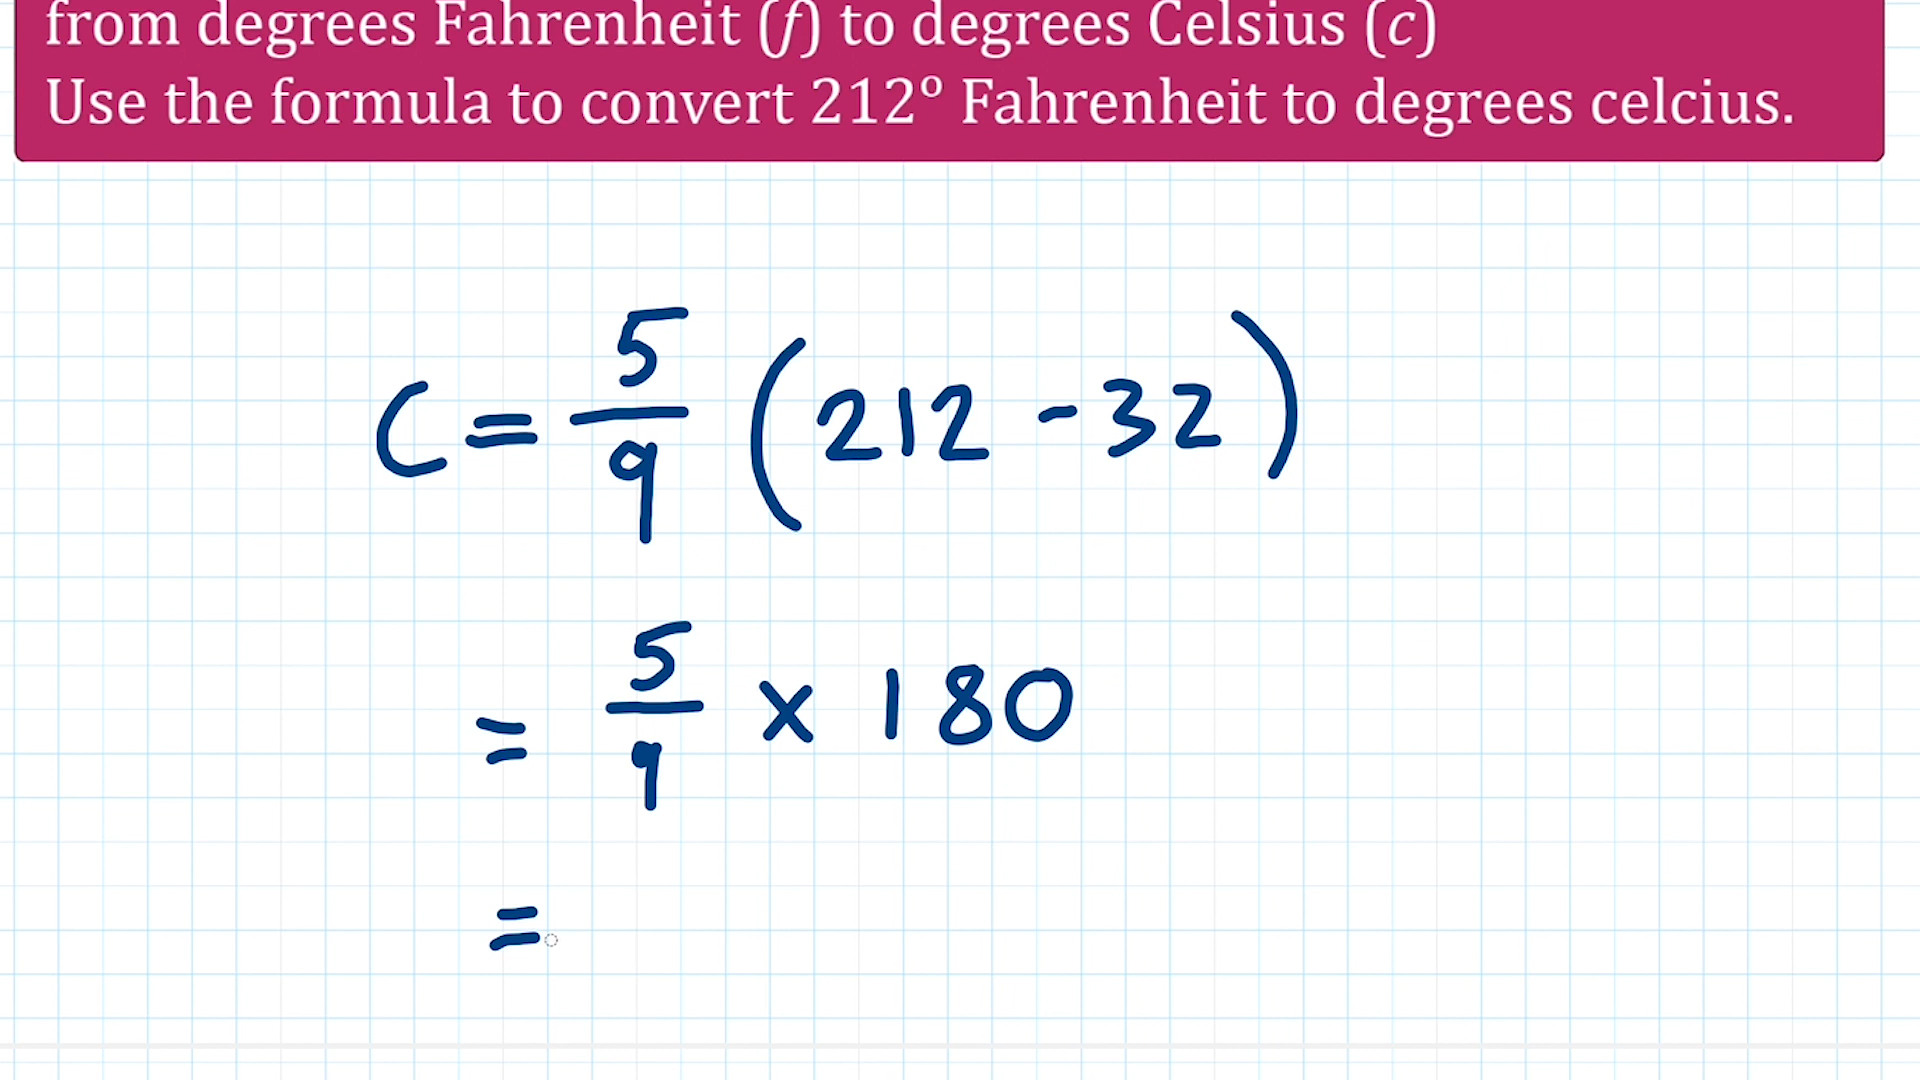 from degrees Fahrenheit (f) to degrees Celsius (c)
Use the formula to convert 212º Fahrenheit to degrees celcius.
C = 5/9 (212 - 32)
= 5/9 × 180
=